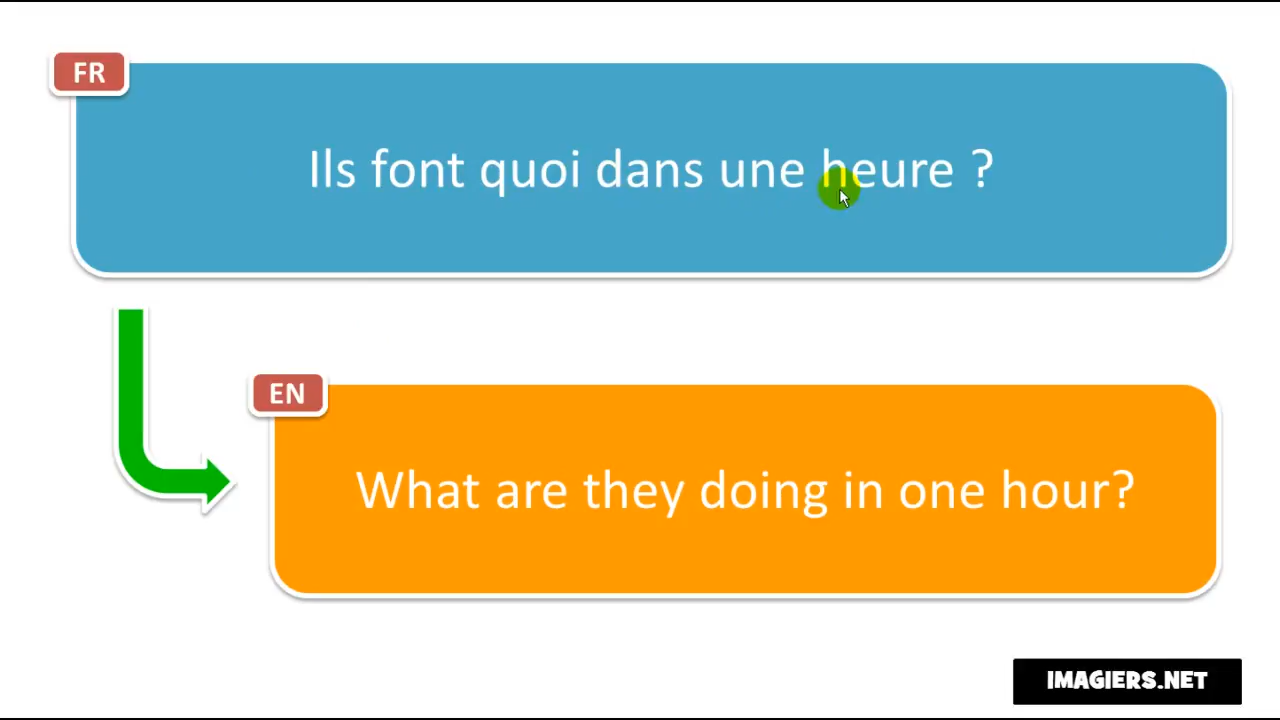 FR
Ils font quoi dans une heure ?
EN
What are they doing in one hour?
IMAGIERS.NET